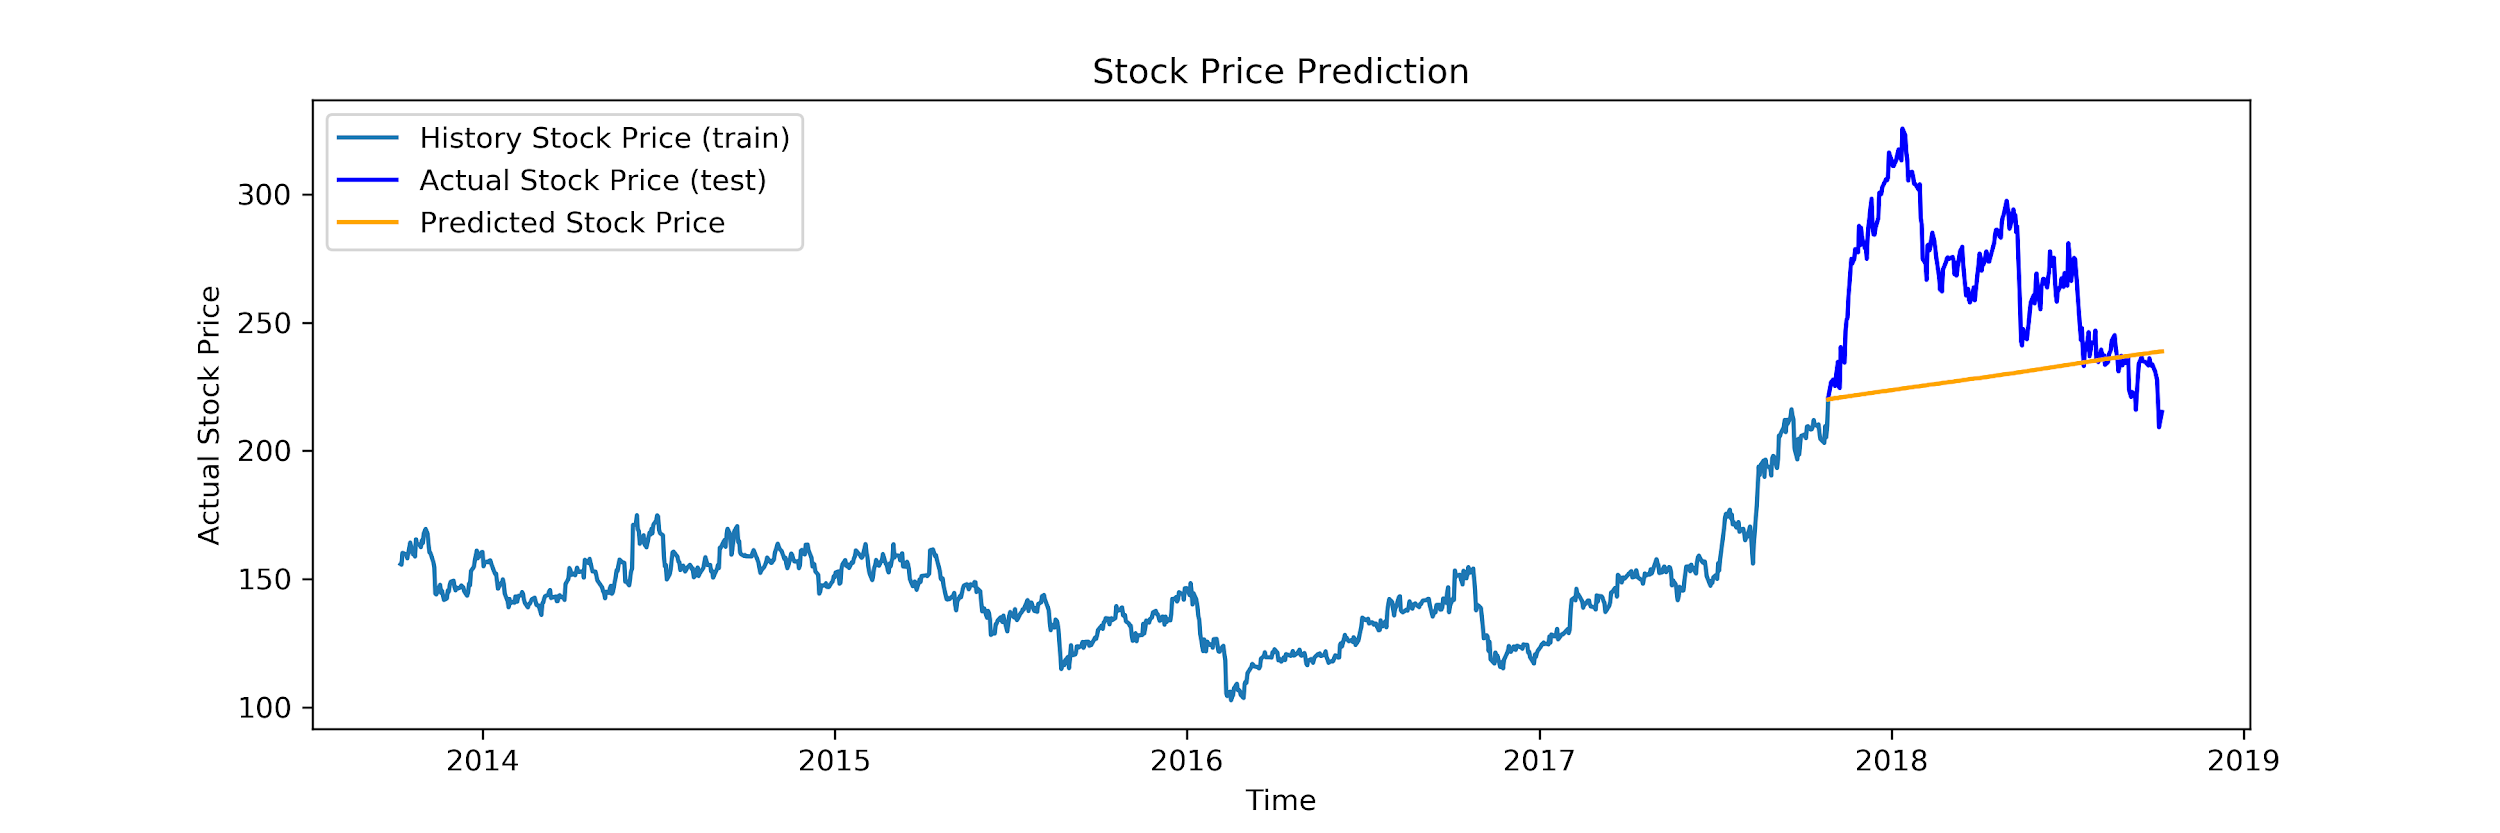 Stock Price Prediction
History Stock Price (train)
Actual Stock Price (test)
Predicted Stock Price
Actual Stock Price
300
250
200
150
100
2014 2015 2016 2017 2018 2019
Time